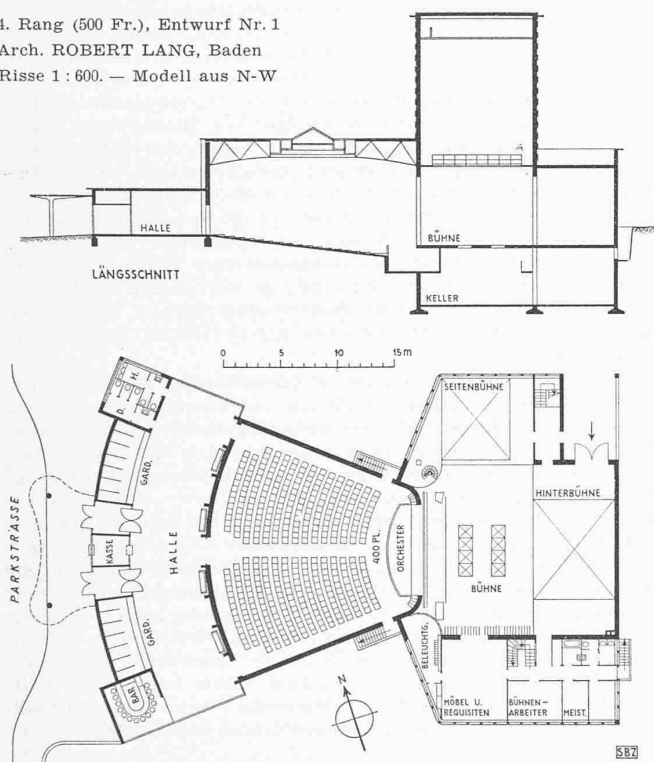 4. Rang (500 Fr.), Entwurf Nr. 1
Arch. ROBERT LANG, Baden
Risse 1 : 600. — Modell aus N-W
A
HALLE
BÜHNE
LÄNGSSCHNITT
KELLER
0 5 10 15 m
H.
D.
SEITENBÜHNE
GARD.
HINTERBÜHNE
PARKSTRASSE
KASSE
HALLE
400 PL.
ORCHESTER
BÜHNE
GARD.
BELEUCHTG.
BAR
N
MÖBEL U.
REQUISITEN
BÜHNEN-
ARBEITER
MEIST.
SBZ